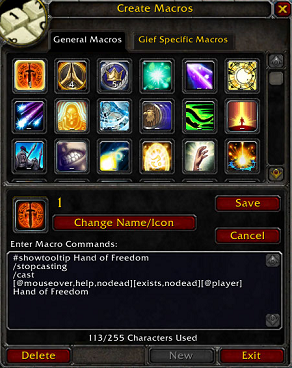 Create Macros
General Macros
Gief Specific Macros
4
5
1
Save
Change Name/Icon
Cancel
Enter Macro Commands:
#showtooltip Hand of Freedom
/stopcasting
/cast
[@mouseover,help,nodead][exists,nodead][@player]
Hand of Freedom
113/255 Characters Used
Delete
New
Exit